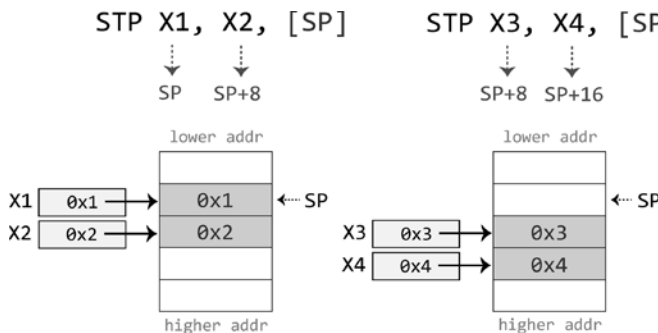 STP X1, X2, [SP]
STP X3, X4, [SP
SP SP+8
SP+8 SP+16
lower addr
lower addr
X1 0x1 0x1 SP
X2 0x2 0x2
SP
X3 0x3 0x3
X4 0x4 0x4
higher addr
higher addr